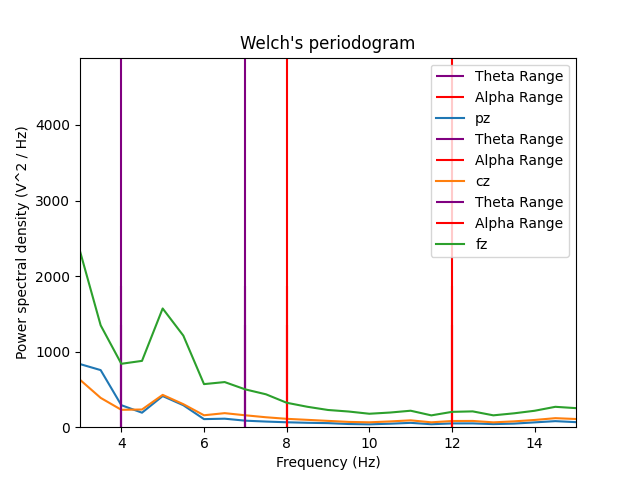 Welch's periodogram
Theta Range
Alpha Range
pz
Theta Range
Alpha Range
cz
Theta Range
Alpha Range
fz
4000
3000
2000
1000
0
Power spectral density (V^2 / Hz)
4 6 8 10 12 14
Frequency (Hz)